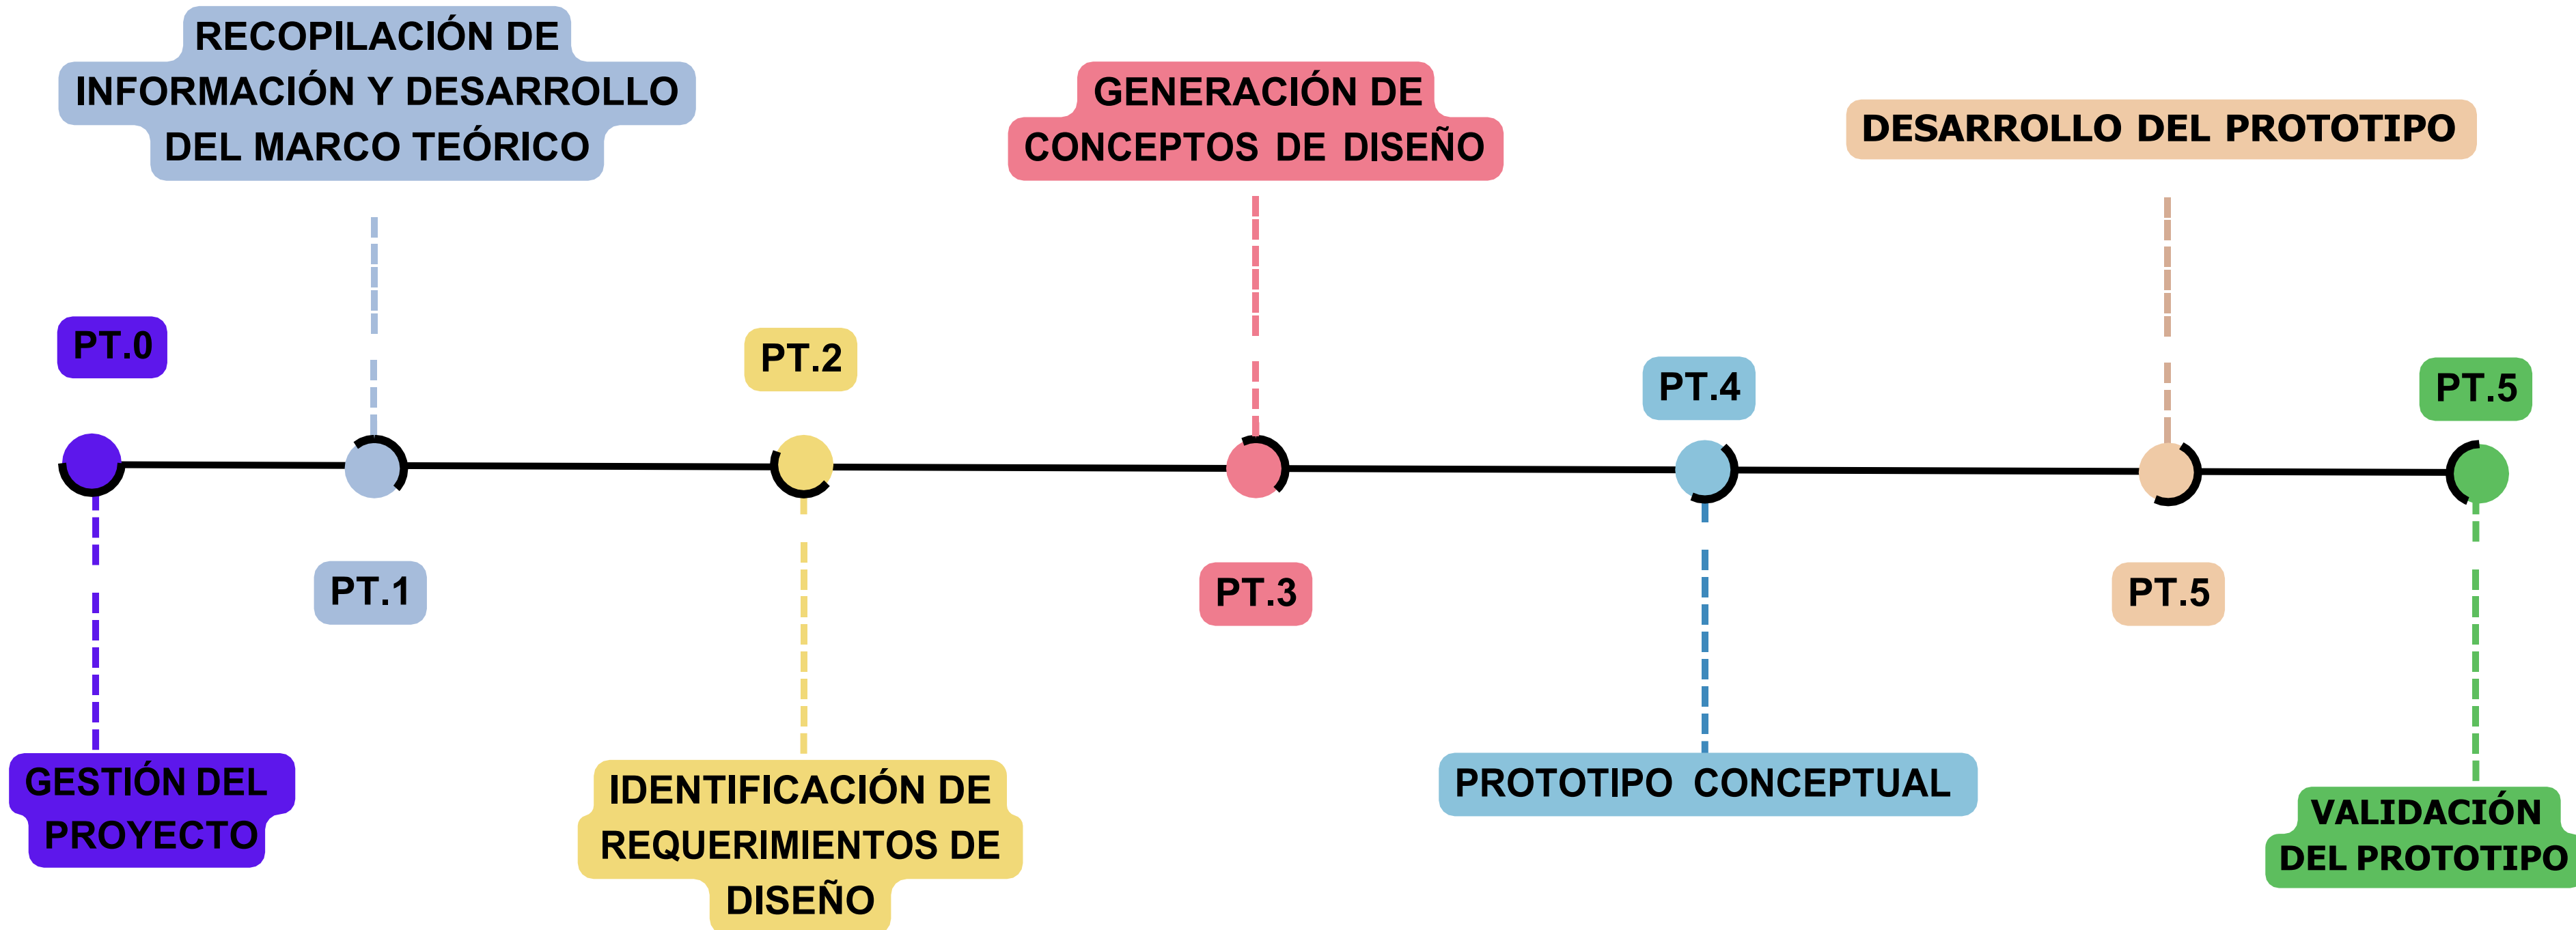 RECOPILACIÓN DE
INFORMACIÓN Y DESARROLLO
DEL MARCO TEÓRICO
GENERACIÓN DE
CONCEPTOS DE DISEÑO
DESARROLLO DEL PROTOTIPO
PT.0
PT.2
PT.4
PT.5
PT.1
PT.3
PT.5
GESTIÓN DEL
PROYECTO
IDENTIFICACIÓN DE
REQUERIMIENTOS DE
DISEÑO
PROTOTIPO CONCEPTUAL
VALIDACIÓN
DEL PROTOTIPO